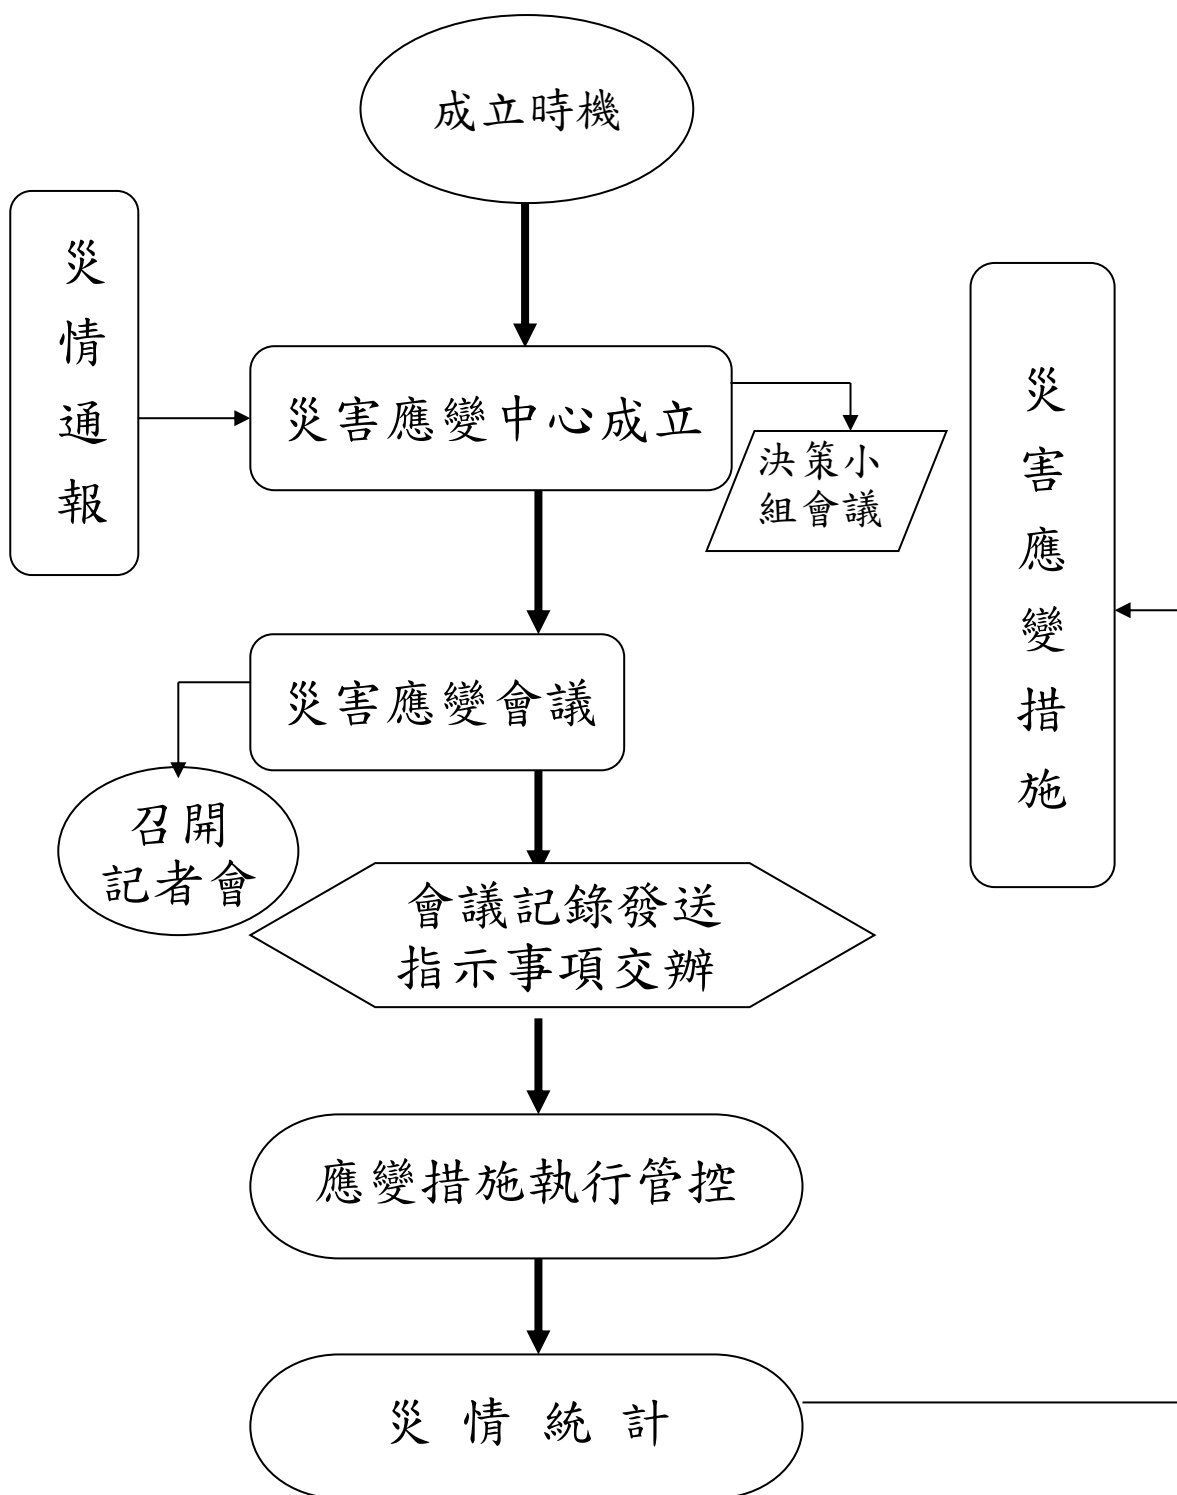 成立時機
災情通報
災害應變中心成立
決策小
組會議
災害應變措施
災害應變會議
召開
記者會
會議記錄發送
指示事項交辦
應變措施執行管控
災情統計